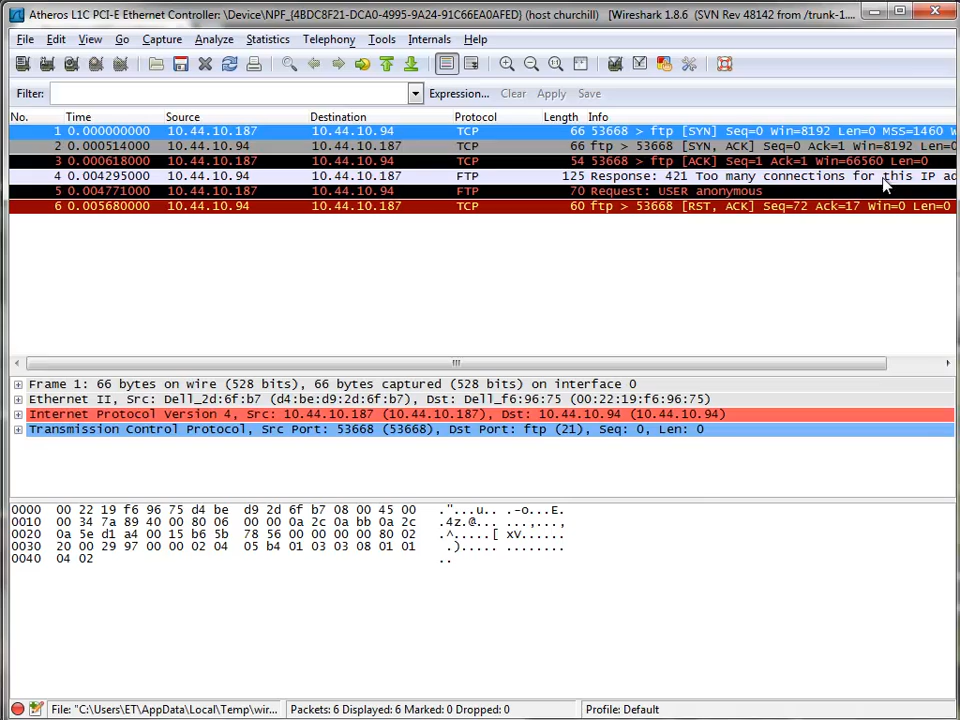 Atheros L1C PCI-E Ethernet Controller: \Device\NPF_{4BDC8F21-DCA0-4995-9A24-91C66EA0AFED} (host churchill) [Wireshark 1.8.6 (SVN Rev 48142 from /trunk-1....
File Edit View Go Capture Analyze Statistics Telephony Tools Internals Help
Filter: Expression... Clear Apply Save
No. Time Source Destination Protocol Length Info
1 0.000000000 10.44.10.187 10.44.10.94 TCP 66 53668 > ftp [SYN] Seq=0 Win=8192 Len=0 MSS=1460 W
2 0.000514000 10.44.10.94 10.44.10.187 TCP 66 ftp > 53668 [SYN, ACK] Seq=0 Ack=1 Win=8192 Len=0
3 0.000618000 10.44.10.187 10.44.10.94 TCP 54 53668 > ftp [ACK] Seq=1 Ack=1 Win=66560 Len=0
4 0.004295000 10.44.10.94 10.44.10.187 FTP 125 Response: 421 Too many connections for this IP ad
5 0.004771000 10.44.10.187 10.44.10.94 FTP 70 Request: USER anonymous
6 0.005680000 10.44.10.94 10.44.10.187 TCP 60 ftp > 53668 [RST, ACK] Seq=72 Ack=17 Win=0 Len=0
Frame 1: 66 bytes on wire (528 bits), 66 bytes captured (528 bits) on interface 0
Ethernet II, Src: Dell_2d:6f:b7 (d4:be:d9:2d:6f:b7), Dst: Dell_f6:96:75 (00:22:19:f6:96:75)
Internet Protocol Version 4, Src: 10.44.10.187 (10.44.10.187), Dst: 10.44.10.94 (10.44.10.94)
Transmission Control Protocol, Src Port: 53668 (53668), Dst Port: ftp (21), Seq: 0, Len: 0
0000 00 22 19 f6 96 75 d4 be d9 2d 6f b7 08 00 45 00 ."...u.. .-o...E.
0010 00 34 7a 89 40 00 80 06 00 00 0a 2c 0a bb 0a 2c .4z.@... ...,...,
0020 0a 5e d1 a4 00 15 b6 5b 78 56 00 00 00 00 80 02 .^.....[ xV......
0030 20 00 29 97 00 00 02 04 05 b4 01 03 03 08 01 01 .)..... ........
0040 04 02 ..
File: "C:\Users\ET\AppData\Local\Temp\wir... Packets: 6 Displayed: 6 Marked: 0 Dropped: 0 Profile: Default